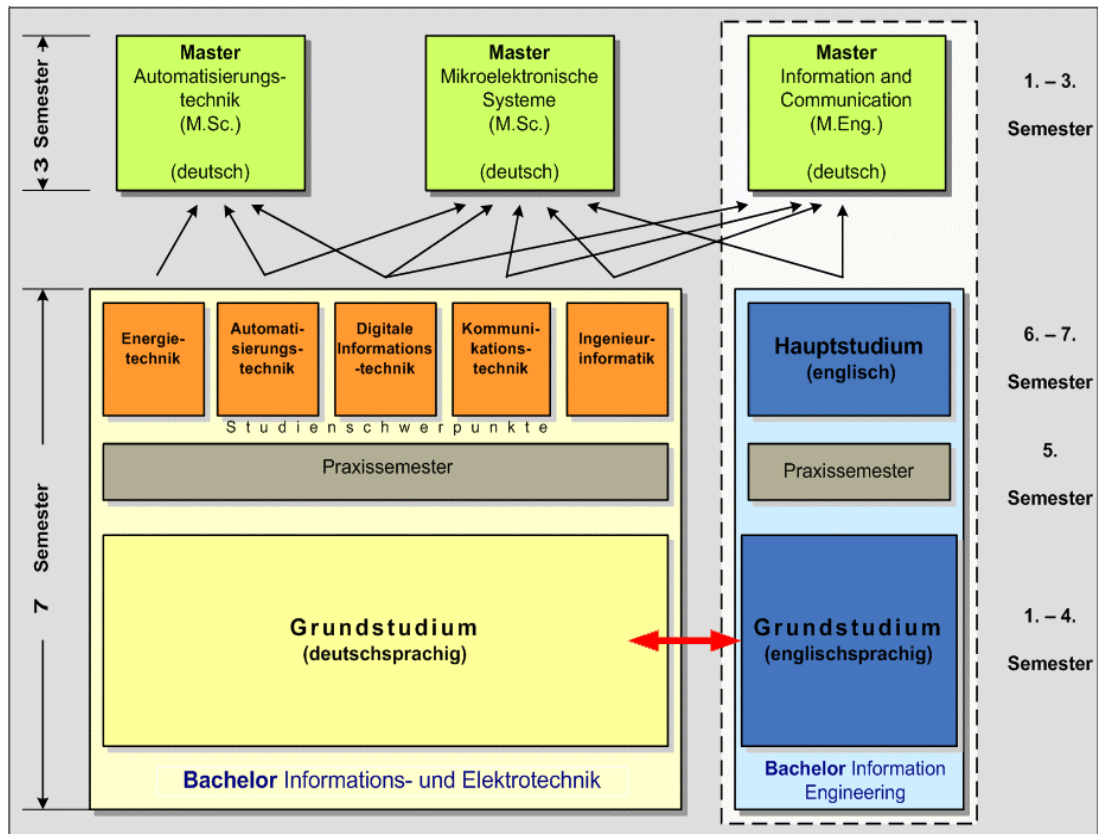 3 Semester
Master
Automatisierungs-
technik
(M.Sc.)
(deutsch)
Master
Mikroelektronische
Systeme
(M.Sc.)
(deutsch)
Master
Information and
Communication
(M.Eng.)
(deutsch)
1. – 3.
Semester
7 Semester
Energie-
technik
Automati-
sierungs-
technik
Digitale
Informations
-technik
Kommuni-
kations-
technik
Ingenieur-
informatik
Studienschwerpunkte
Hauptstudium
(englisch)
6. – 7.
Semester
Praxissemester
Praxissemester
5.
Semester
Grundstudium
(deutschsprachig)
Grundstudium
(englischsprachig)
1. – 4.
Semester
Bachelor Informations- und Elektrotechnik
Bachelor Information
Engineering